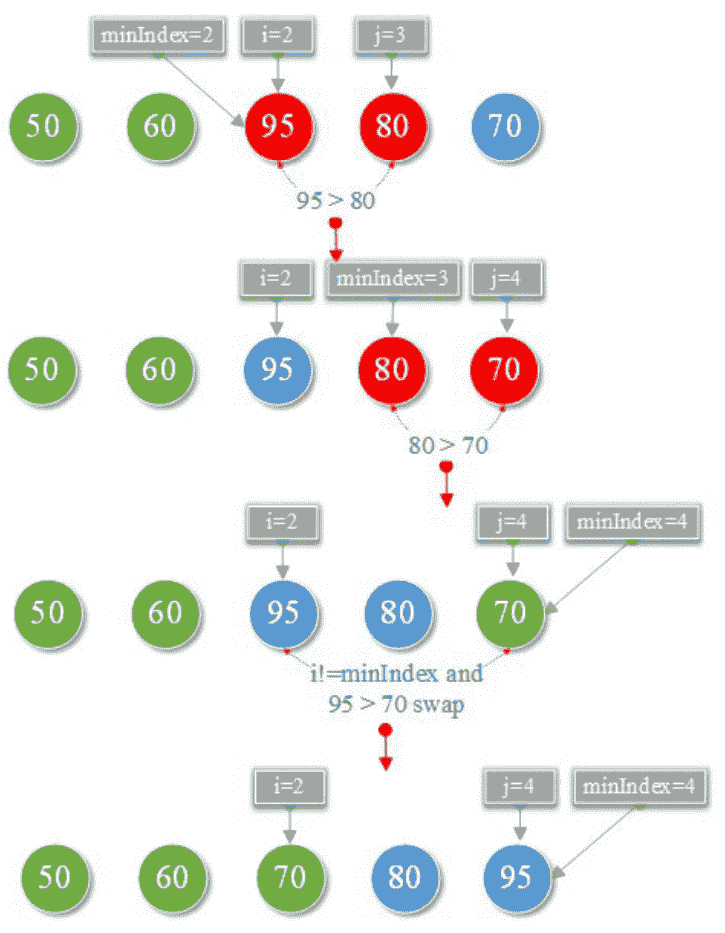 minIndex=2 i=2 j=3
50 60 95 80 70
95 > 80
i=2 minIndex=3 j=4
50 60 95 80 70
80 > 70
i=2 j=4 minIndex=4
50 60 95 80 70
i!=minIndex and
95 > 70 swap
i=2 j=4 minIndex=4
50 60 70 80 95